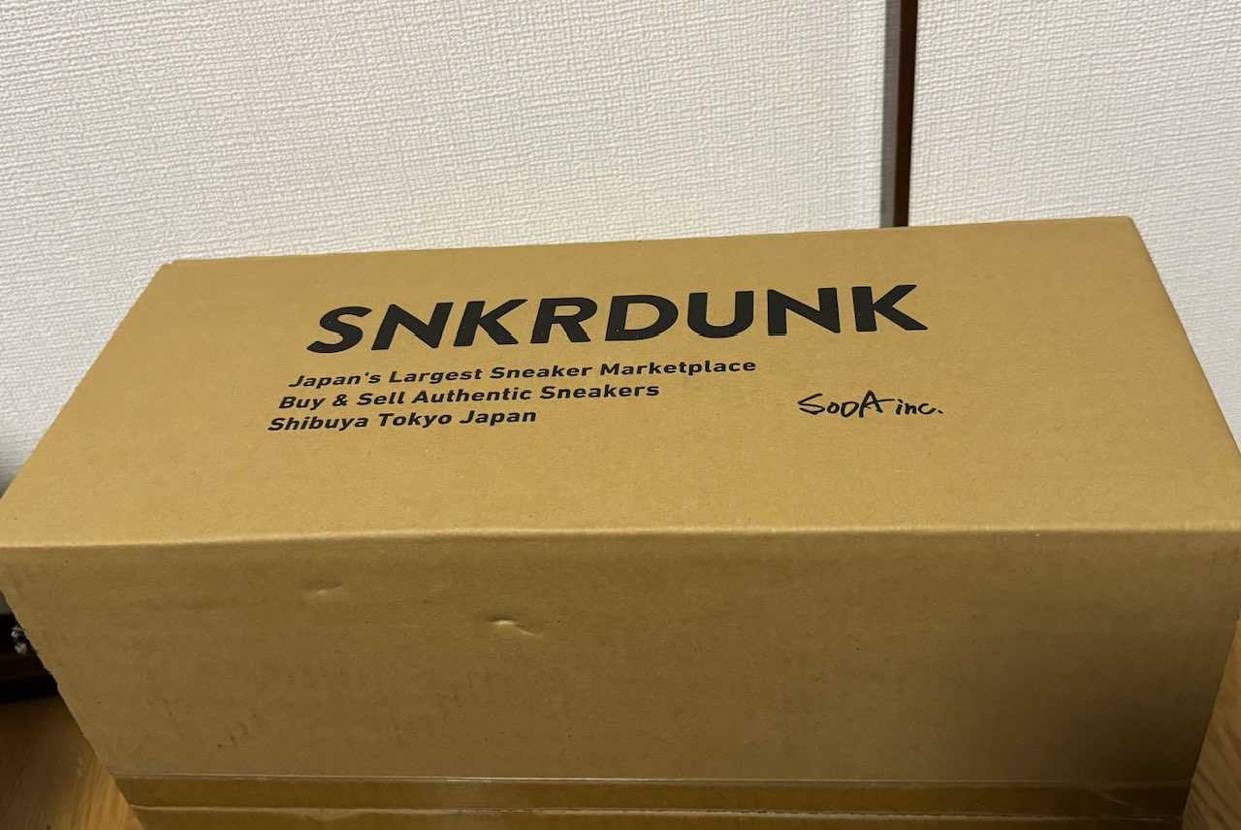 SNKRDUNK
Japan's Largest Sneaker Marketplace
Buy & Sell Authentic Sneakers
Shibuya Tokyo Japan
SODA inc.